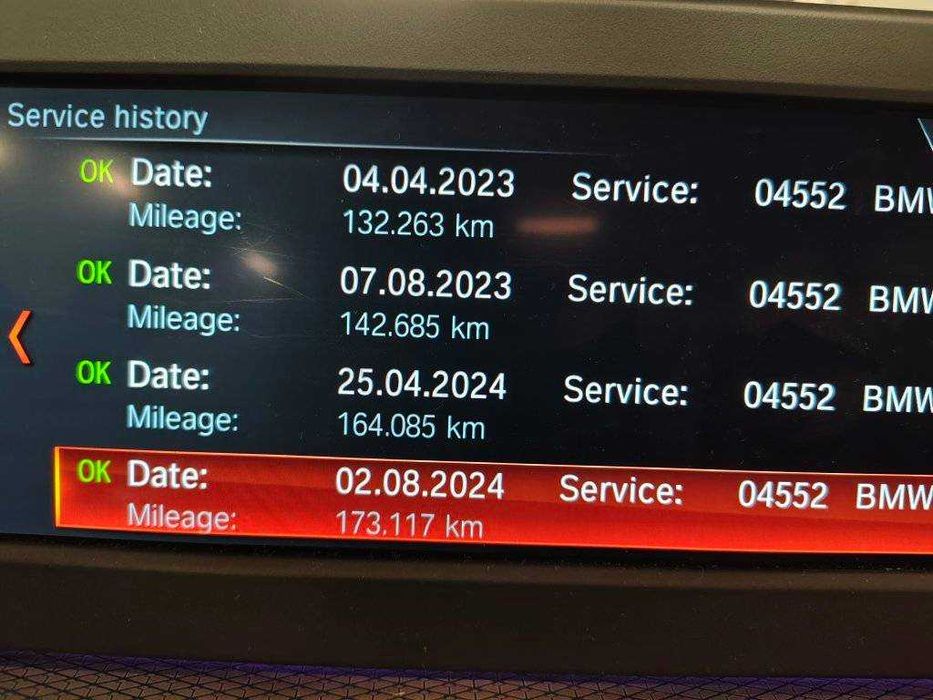 Service history
OK Date: 04.04.2023 Service: 04552 BMW
Mileage: 132.263 km
OK Date: 07.08.2023 Service: 04552 BMW
Mileage: 142.685 km
OK Date: 25.04.2024 Service: 04552 BMW
Mileage: 164.085 km
OK Date: 02.08.2024 Service: 04552 BMW
Mileage: 173.117 km